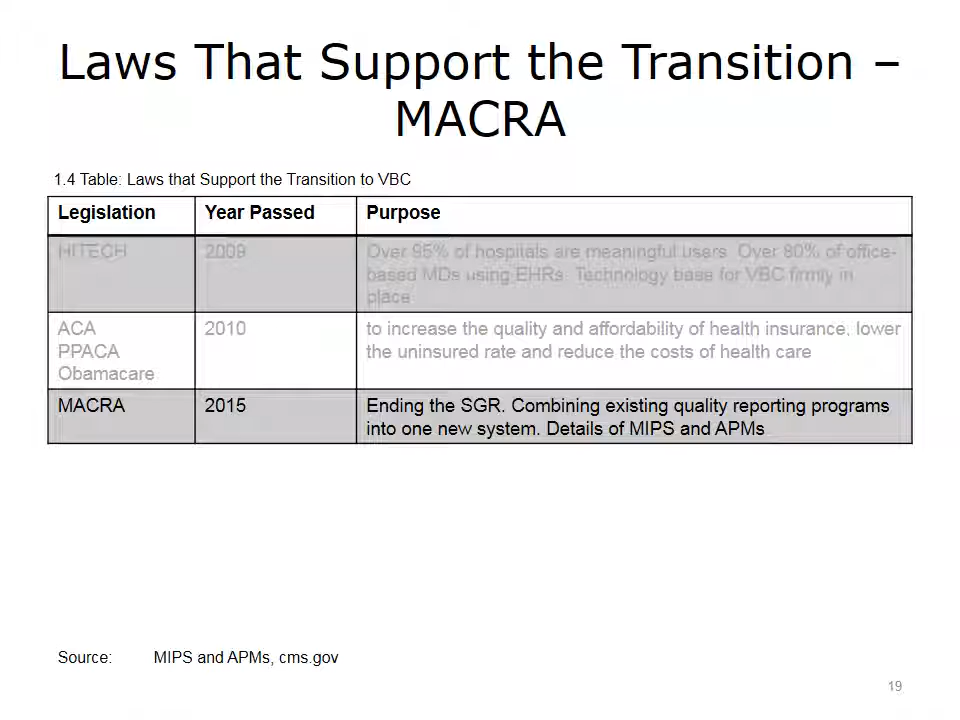 Laws That Support the Transition –
MACRA
1.4 Table: Laws that Support the Transition to VBC
Legislation Year Passed Purpose
HITECH 2009 Over 95% of hospitals are meaningful users. Over 80% of office-
based MDs using EHRs. Technology base for VBC firmly in
place
ACA 2010 to increase the quality and affordability of health insurance, lower
PPACA the uninsured rate and reduce the costs of health care
Obamacare
MACRA 2015 Ending the SGR. Combining existing quality reporting programs
into one new system. Details of MIPS and APMs
Source: MIPS and APMs, cms.gov
19